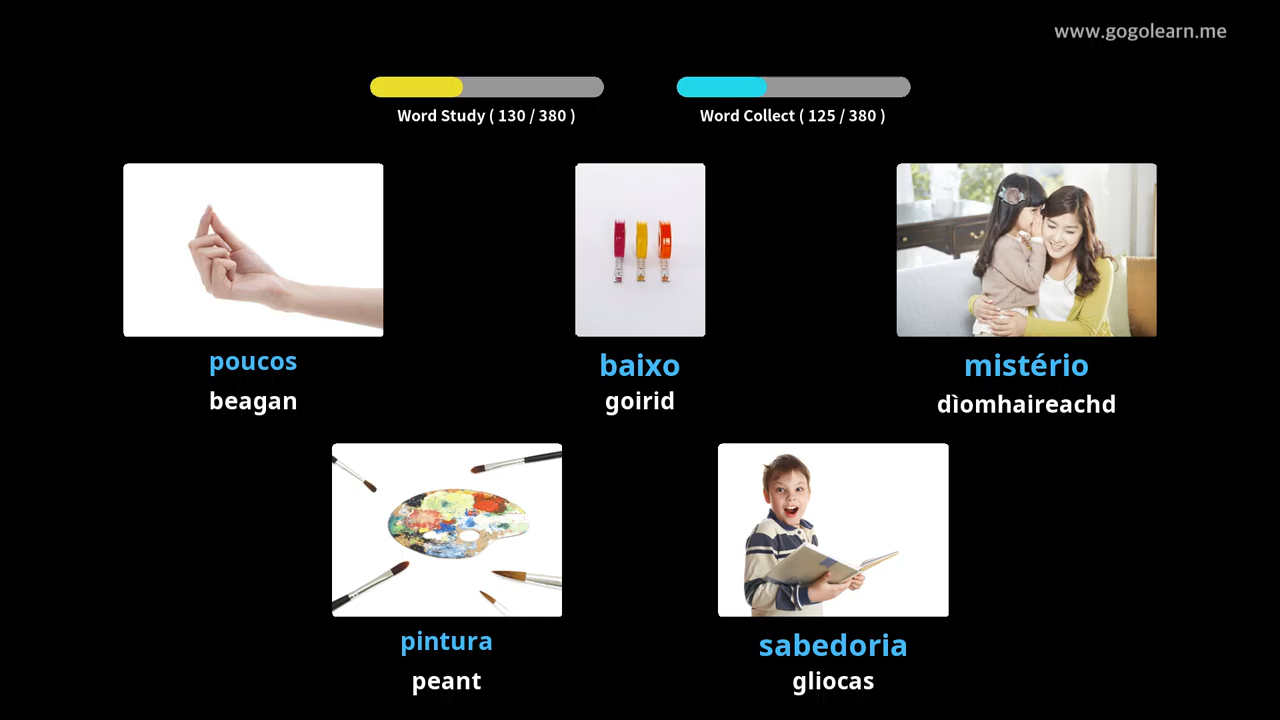 www.gogolearn.me
Word Study ( 130 / 380 )
Word Collect ( 125 / 380 )
poucos
beagan
baixo
goirid
mistério
dìomhaireachd
pintura
peant
sabedoria
gliocas